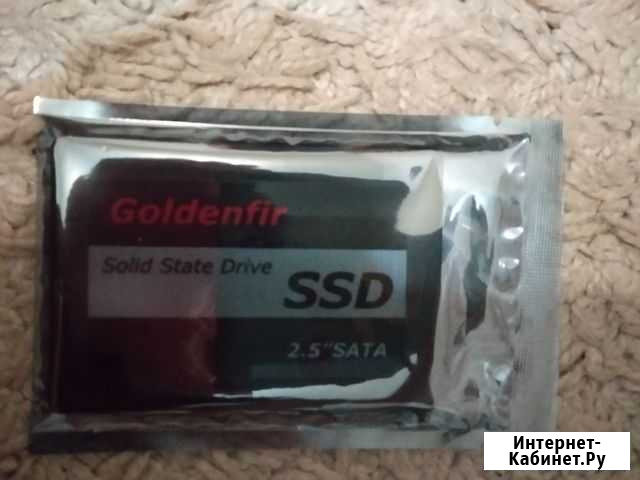 Goldenfir
Solid State Drive
SSD
2.5"SATA
Интернет-
Кабинет.Ру